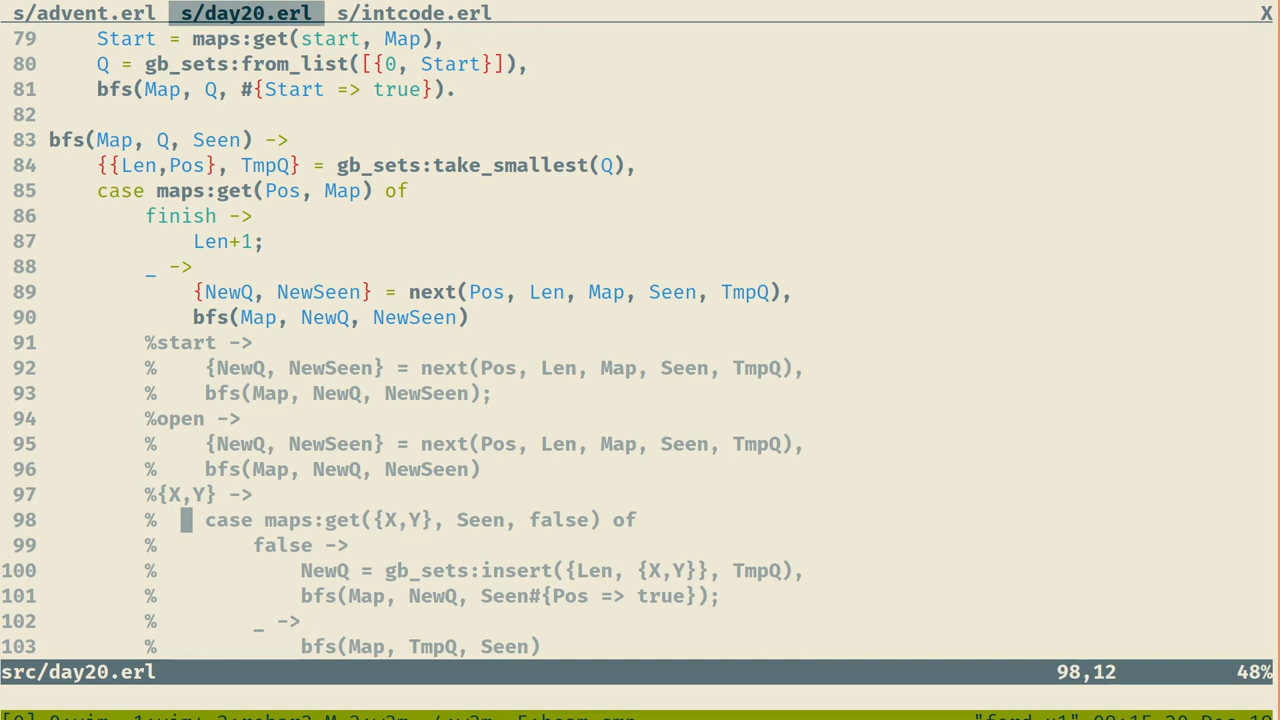 s/advent.erl s/day20.erl s/intcode.erl X
79     Start = maps:get(start, Map),
80     Q = gb_sets:from_list([{0, Start}]),
81     bfs(Map, Q, #{Start => true}).
82
83 bfs(Map, Q, Seen) ->
84     {{Len,Pos}, TmpQ} = gb_sets:take_smallest(Q),
85     case maps:get(Pos, Map) of
86         finish ->
87             Len+1;
88         _ ->
89             {NewQ, NewSeen} = next(Pos, Len, Map, Seen, TmpQ),
90             bfs(Map, NewQ, NewSeen)
91         %start ->
92         %    {NewQ, NewSeen} = next(Pos, Len, Map, Seen, TmpQ),
93         %    bfs(Map, NewQ, NewSeen);
94         %open ->
95         %    {NewQ, NewSeen} = next(Pos, Len, Map, Seen, TmpQ),
96         %    bfs(Map, NewQ, NewSeen)
97         %{X,Y} ->
98         %    case maps:get({X,Y}, Seen, false) of
99         %        false ->
100         %            NewQ = gb_sets:insert({Len, {X,Y}}, TmpQ),
101         %            bfs(Map, NewQ, Seen#{Pos => true});
102         %        _ ->
103         %            bfs(Map, TmpQ, Seen)
src/day20.erl 98,12 48%